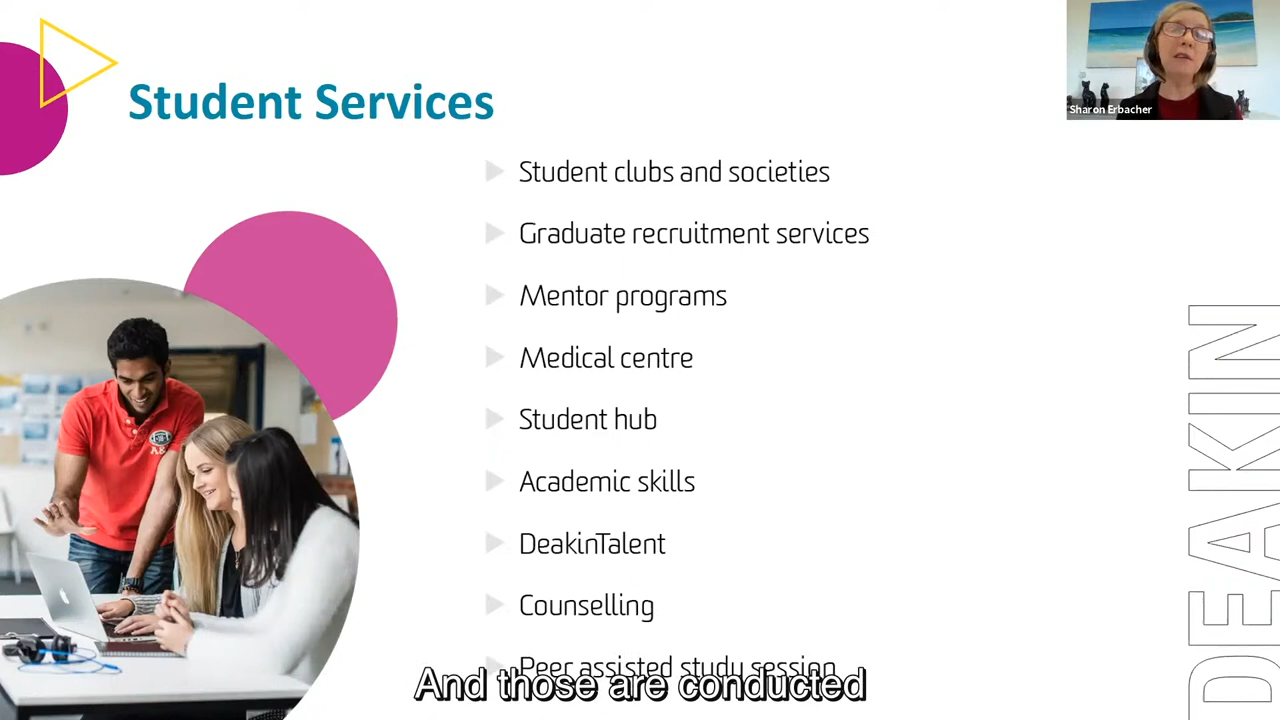 Student Services
Sharon Erbacher
Student clubs and societies
Graduate recruitment services
Mentor programs
Medical centre
Student hub
Academic skills
DeakinTalent
Counselling
Peer assisted study session
And those are conducted
DEAKIN
A&